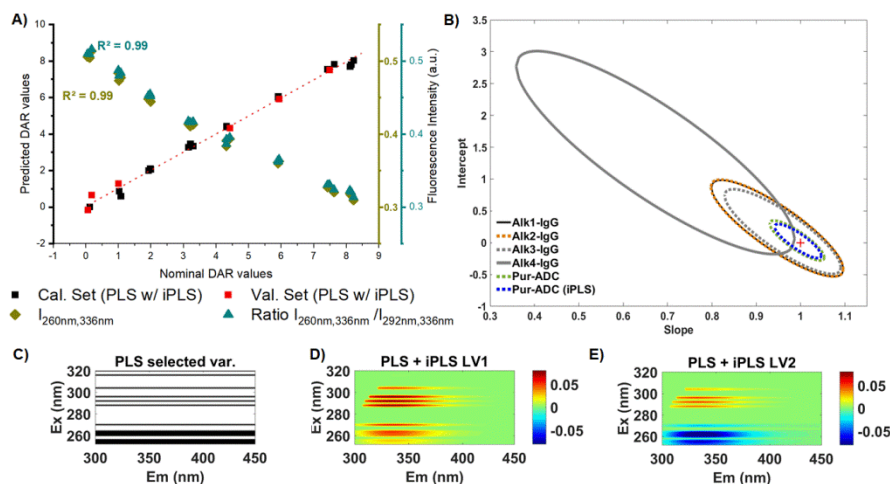 A)
R² = 0.99
R² = 0.99
Predicted DAR values
10
8
6
4
2
0
-2
0 1 2 3 4 5 6 7 8 9
Nominal DAR values
0.5
0.4
0.3
0.5
0.4
0.3
Fluorescence Intensity (a.u.)
Cal. Set (PLS w/ iPLS)
Val. Set (PLS w/ iPLS)
I260nm,336nm
Ratio I260nm,336nm /I292nm,336nm
B)
Intercept
3.5
3
2.5
2
1.5
1
0.5
0
-0.5
-1
0.3 0.4 0.5 0.6 0.7 0.8 0.9 1 1.1
Slope
Alk1-IgG
Alk2-IgG
Alk3-IgG
Alk4-IgG
Pur-ADC
Pur-ADC (iPLS)
C)
PLS selected var.
Ex (nm)
320
300
280
260
300 350 400 450
Em (nm)
D)
PLS + iPLS LV1
Ex (nm)
320
300
280
260
300 350 400 450
Em (nm)
0.05
0
-0.05
E)
PLS + iPLS LV2
Ex (nm)
320
300
280
260
300 350 400 450
Em (nm)
0.05
0
-0.05